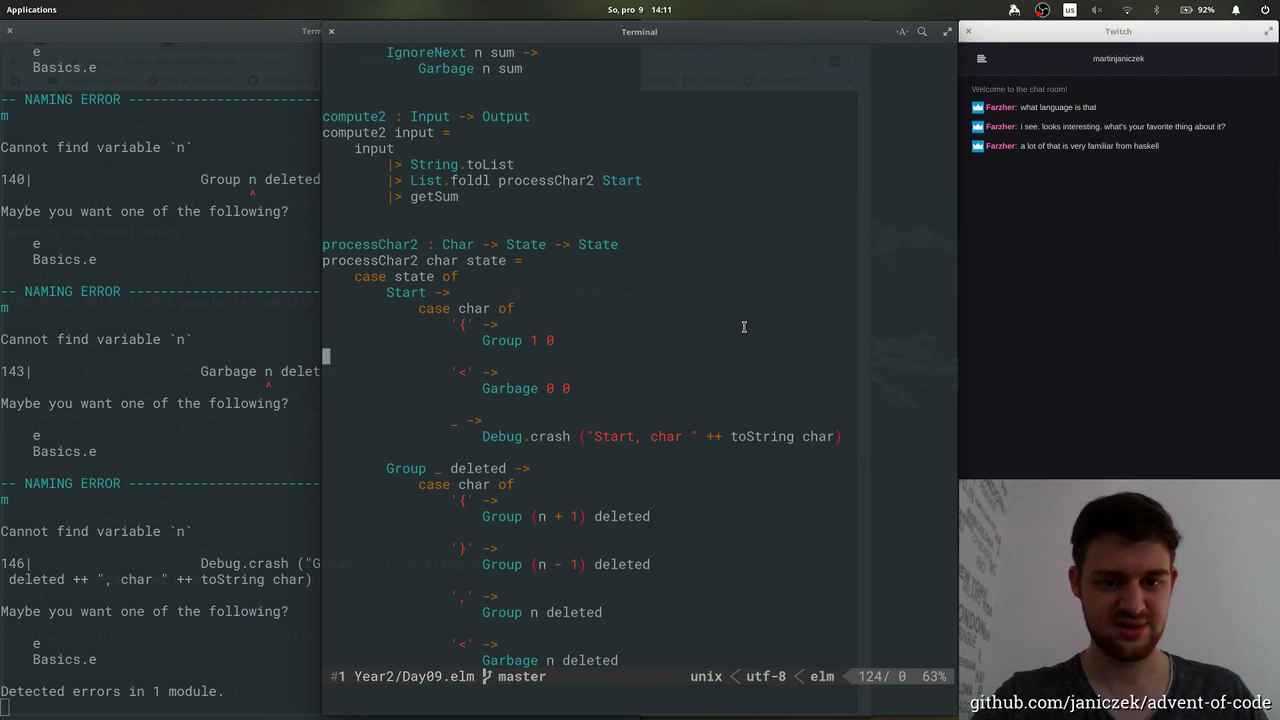 Applications
So, pro 9 14:11
us
92%
Term
e
Basics.e
-- NAMING ERROR --------------------
m
Cannot find variable `n`
140| Group n deleted
^
Maybe you want one of the following?
e
Basics.e
-- NAMING ERROR --------------------
m
Cannot find variable `n`
143| Garbage n delet
^
Maybe you want one of the following?
e
Basics.e
-- NAMING ERROR --------------------
m
Cannot find variable `n`
146| Debug.crash ("G
deleted ++ ", char " ++ toString char)
Maybe you want one of the following?
e
Basics.e
Detected errors in 1 module.
Terminal
IgnoreNext n sum ->
Garbage n sum
compute2 : Input -> Output
compute2 input =
input
|> String.toList
|> List.foldl processChar2 Start
|> getSum
processChar2 : Char -> State -> State
processChar2 char state =
case state of
Start ->
case char of
'{' ->
Group 1 0
'<' ->
Garbage 0 0
_ ->
Debug.crash ("Start, char " ++ toString char)
Group _ deleted ->
case char of
'{' ->
Group (n + 1) deleted
'}' ->
Group (n - 1) deleted
',' ->
Group n deleted
'<' ->
Garbage n deleted
#1 Year2/Day09.elm master unix < utf-8 < elm 124/ 0 63%
Twitch
martinjaniczek
Welcome to the chat room!
Farzher: what language is that
Farzher: i see. looks interesting. what's your favorite thing about it?
Farzher: a lot of that is very familiar from haskell
github.com/janiczek/advent-of-code